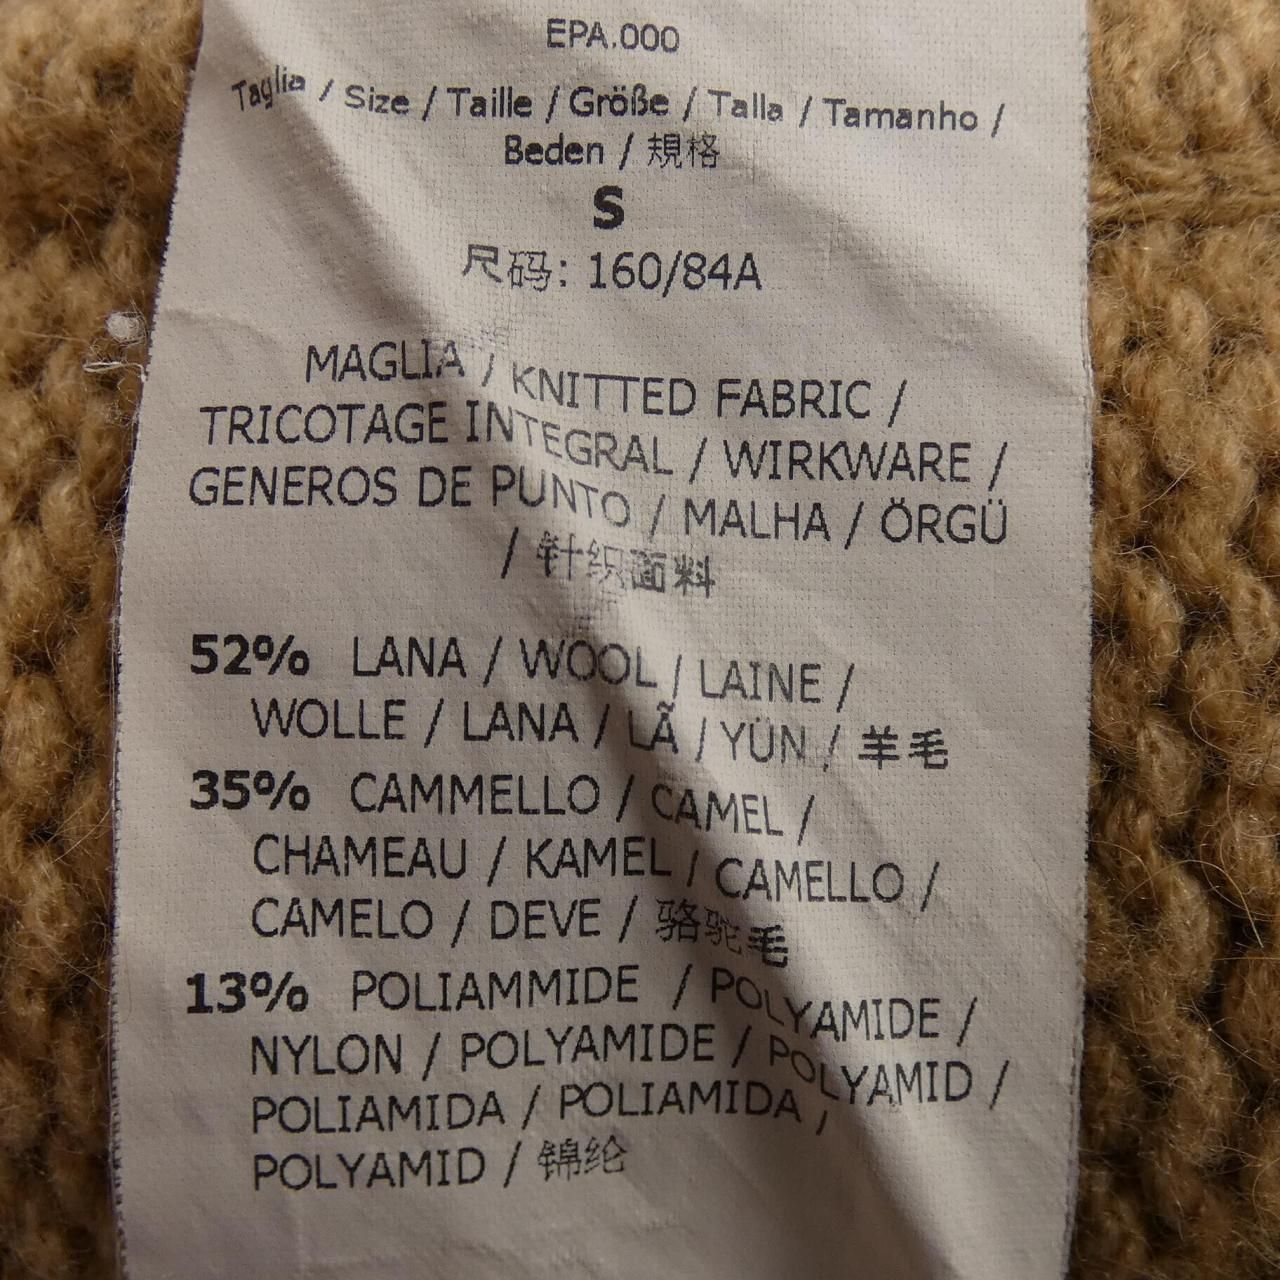 EPA.000
Taglia / Size / Taille / Größe / Talla / Tamanho /
Beden / 規格
S
尺码: 160/84A
MAGLIA / KNITTED FABRIC /
TRICOTAGE INTEGRAL / WIRKWARE /
GENEROS DE PUNTO / MALHA / ÖRGÜ
/ 针织面料
52% LANA / WOOL / LAINE /
WOLLE / LANA / LÃ / YÜN / 羊毛
35% CAMMELLO / CAMEL /
CHAMEAU / KAMEL / CAMELLO /
CAMELO / DEVE / 骆驼毛
13% POLIAMMIDE / POLYAMIDE /
NYLON / POLYAMIDE / POLYAMID /
POLIAMIDA / POLIAMIDA /
POLYAMID / 锦纶